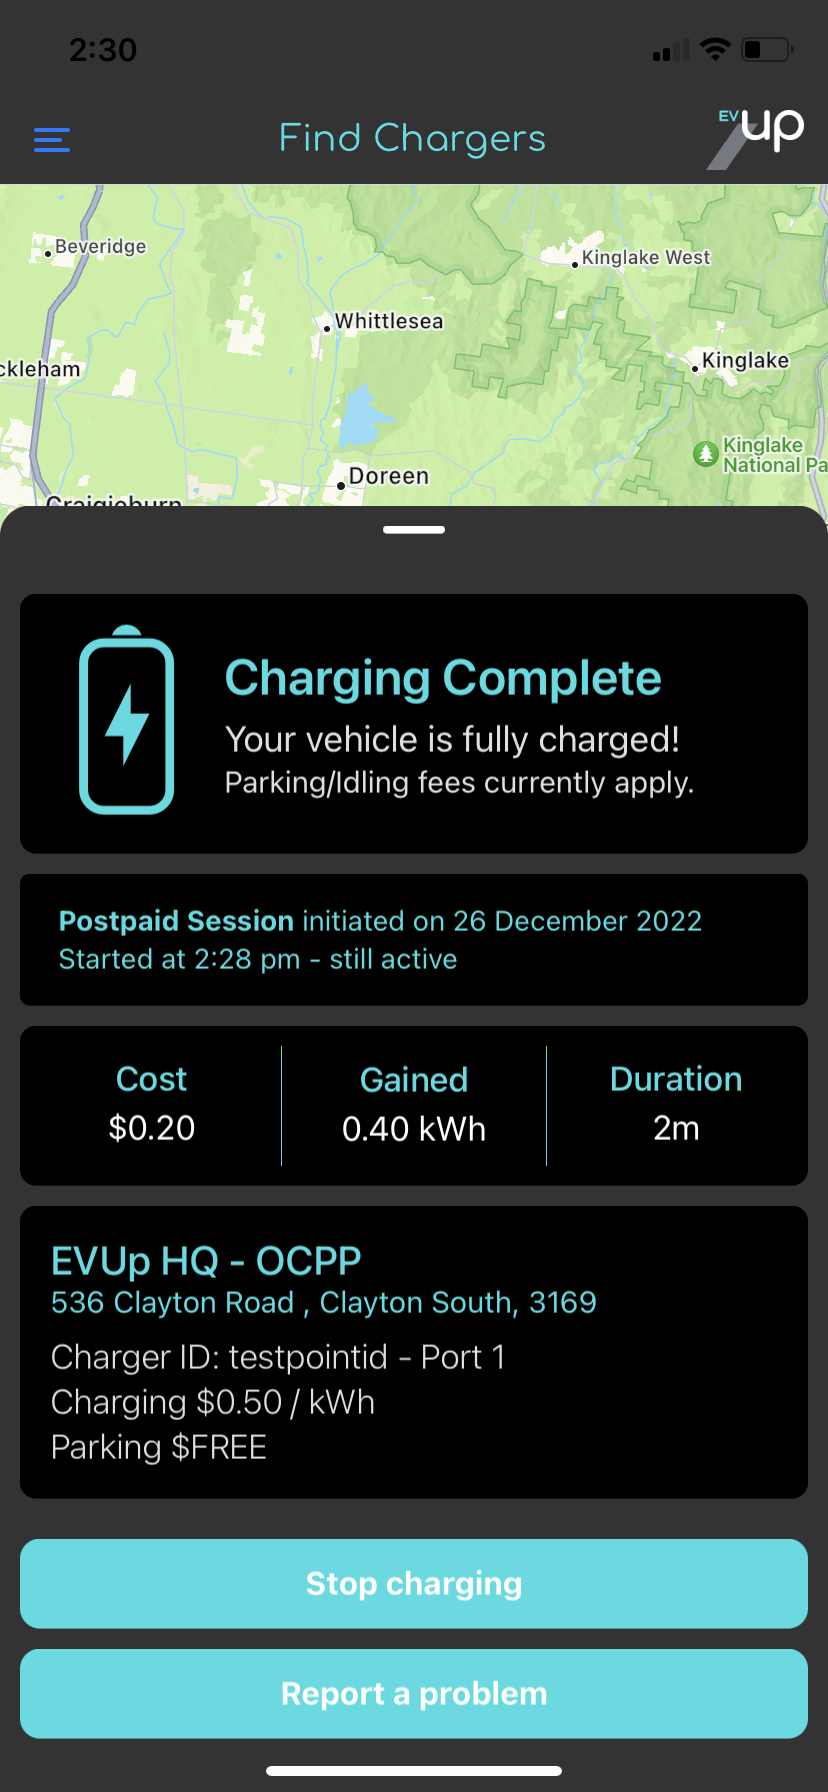 2:30
Find Chargers
EV up
Beveridge
Kinglake West
Whittlesea
Kinglake
ckleham
Kinglake
National Pa
Doreen
Craigieburn
Charging Complete
Your vehicle is fully charged!
Parking/Idling fees currently apply.
Postpaid Session initiated on 26 December 2022
Started at 2:28 pm - still active
Cost
Gained
Duration
$0.20
0.40 kWh
2m
EVUp HQ - OCPP
536 Clayton Road , Clayton South, 3169
Charger ID: testpointid - Port 1
Charging $0.50 / kWh
Parking $FREE
Stop charging
Report a problem